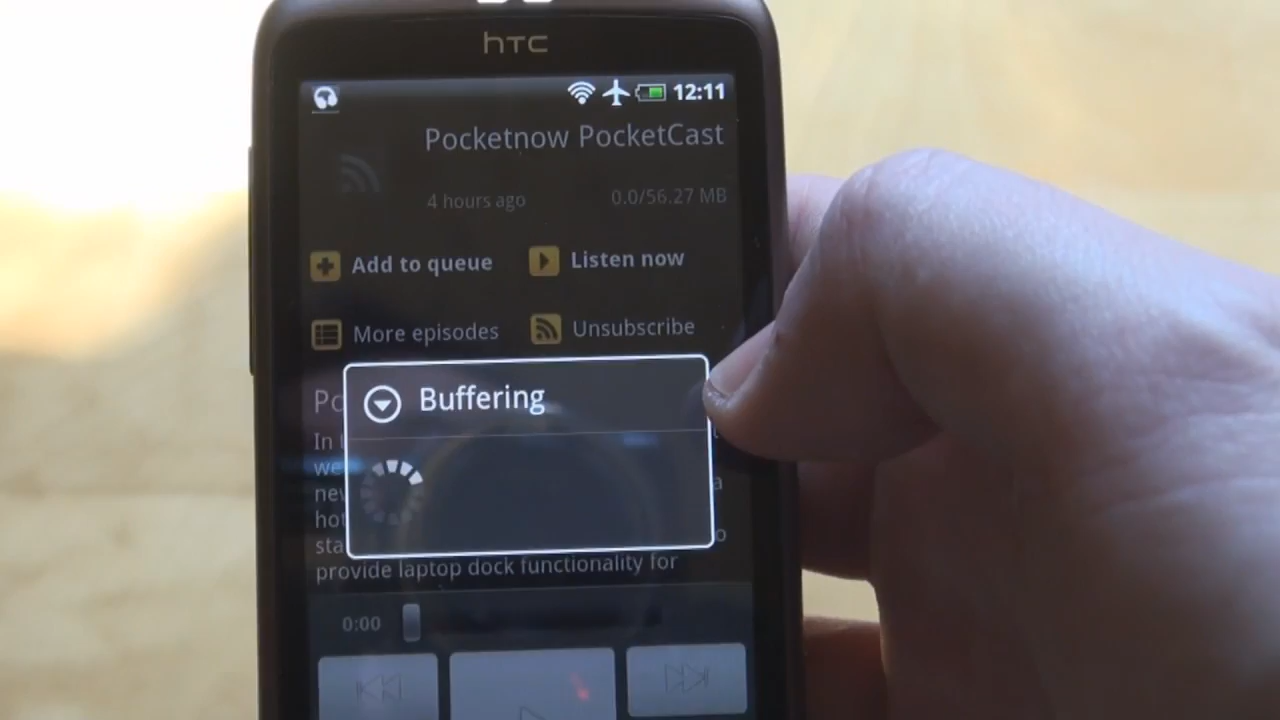 hTC
12:11
Pocketnow PocketCast
4 hours ago 0.0/56.27 MB
Add to queue Listen now
More episodes Unsubscribe
Buffering
In
provide laptop dock functionality for
0:00